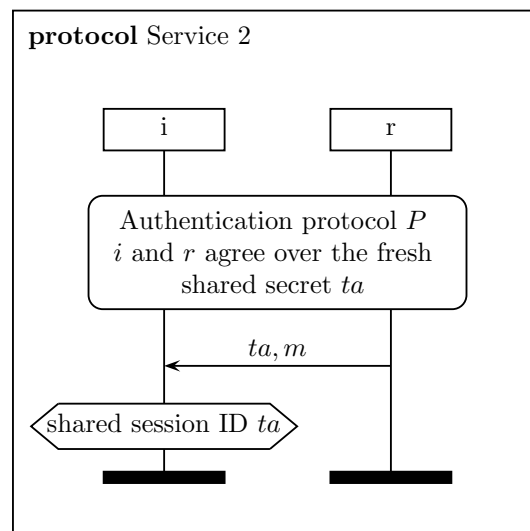 protocol Service 2
i
r
Authentication protocol P
i and r agree over the fresh
shared secret ta
ta, m
shared session ID ta